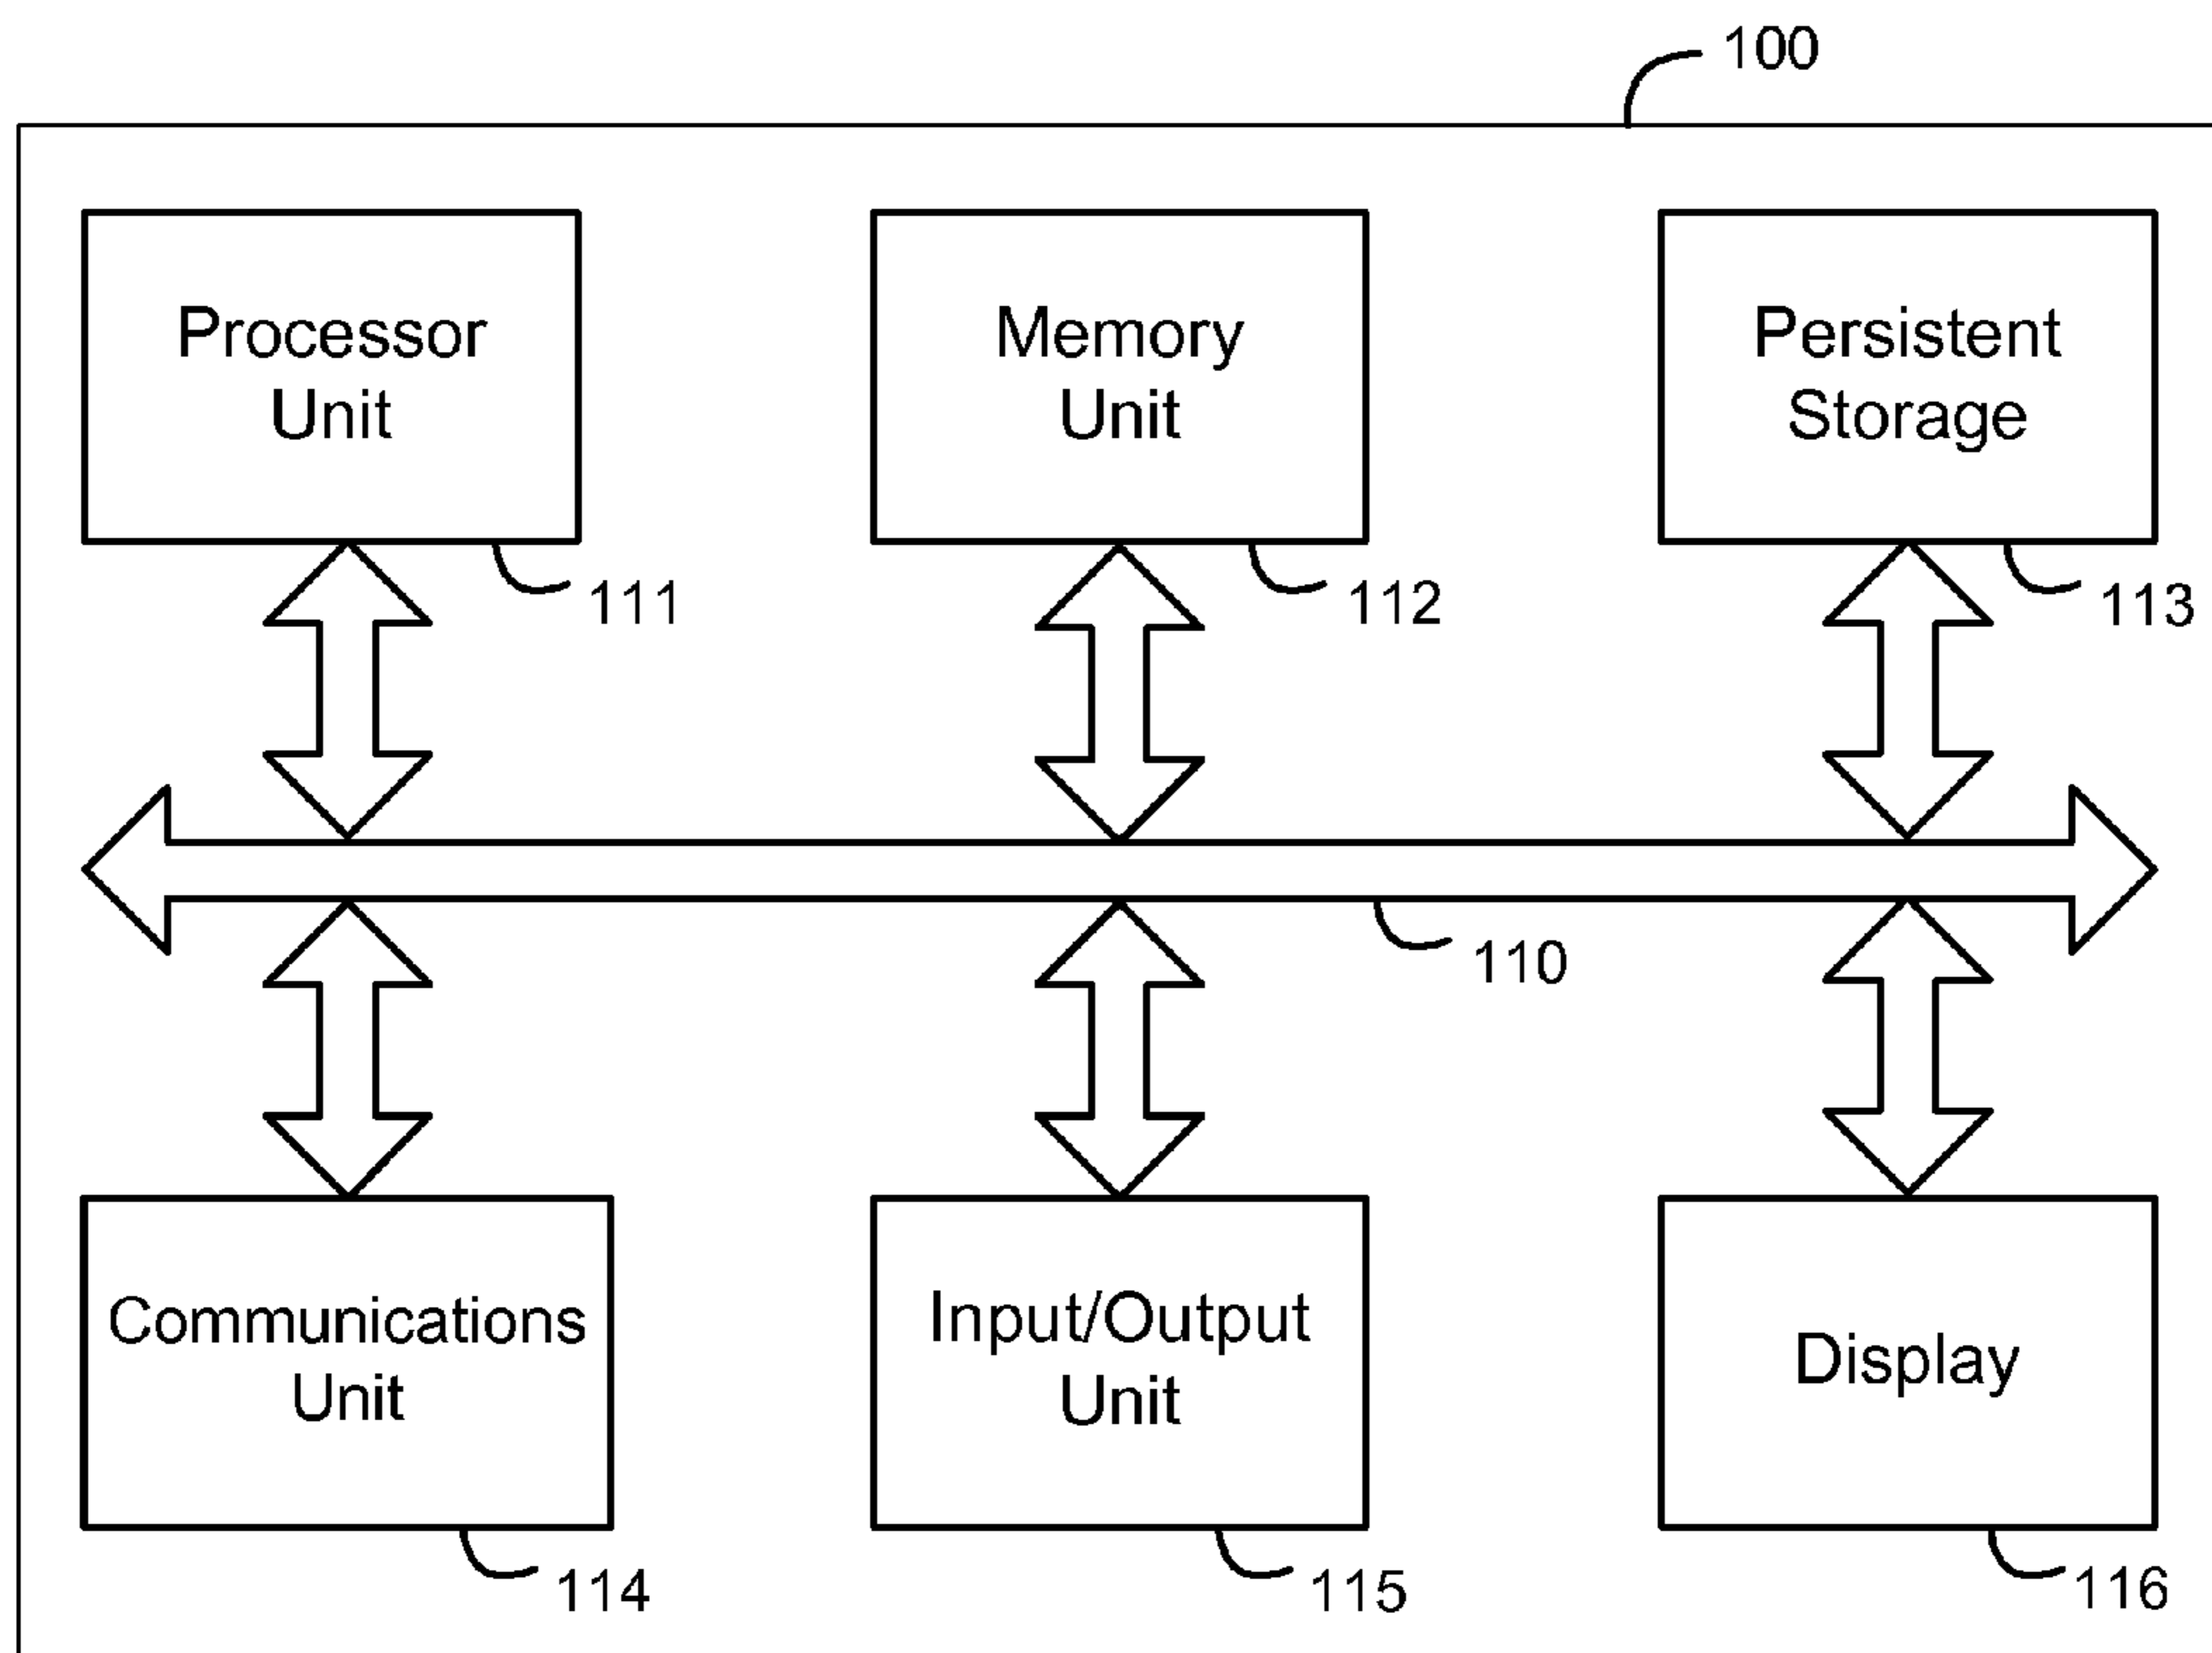 100
Processor
Unit
Memory
Unit
Persistent
Storage
111
112
113
110
Communications
Unit
Input/Output
Unit
Display
114
115
116